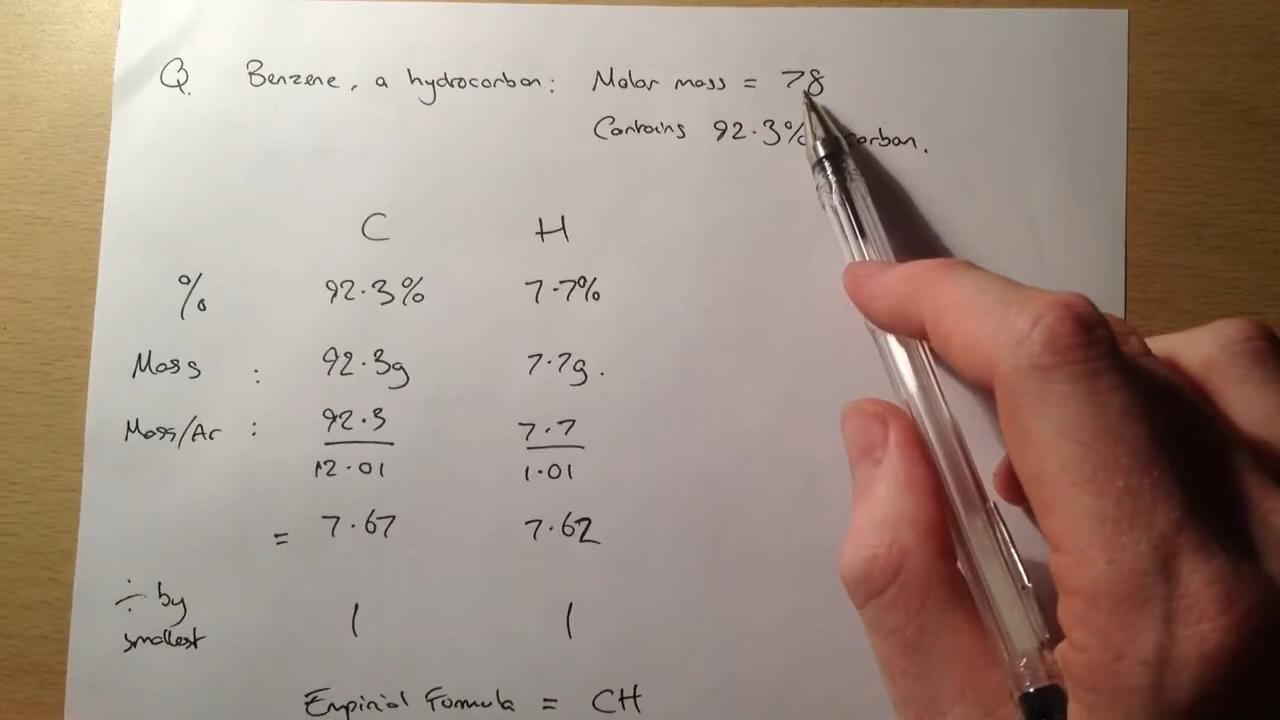 Q. Benzene, a hydrocarbon: Molar mass = 78
Contains 92.3% carbon.
C H
% 92.3% 7.7%
Mass : 92.3g 7.7g.
Mass/Ar : 92.3 7.7
12.01 1.01
= 7.67 7.62
÷ by 1 1
smallest
Empirical Formula = CH